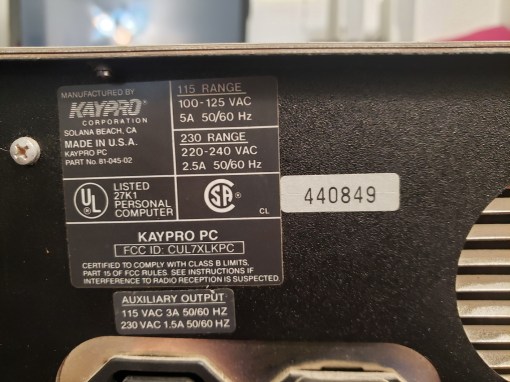 MANUFACTURED BY
KAYPRO
CORPORATION
SOLANA BEACH, CA
MADE IN U.S.A.
KAYPRO PC
PART No. 81-045-02
115 RANGE
100-125 VAC
5A 50/60 HZ
230 RANGE
220-240 VAC
2.5A 50/60 HZ
UL
LISTED
27K1
PERSONAL
COMPUTER
SA
CL
440849
KAYPRO PC
FCC ID: CUL7XLKPC
CERTIFIED TO COMPLY WITH CLASS B LIMITS,
PART 15 OF FCC RULES. SEE INSTRUCTIONS IF
INTERFERENCE TO RADIO RECEPTION IS SUSPECTED.
AUXILIARY OUTPUT
115 VAC 3A 50/60 HZ
230 VAC 1.5A 50/60 HZ